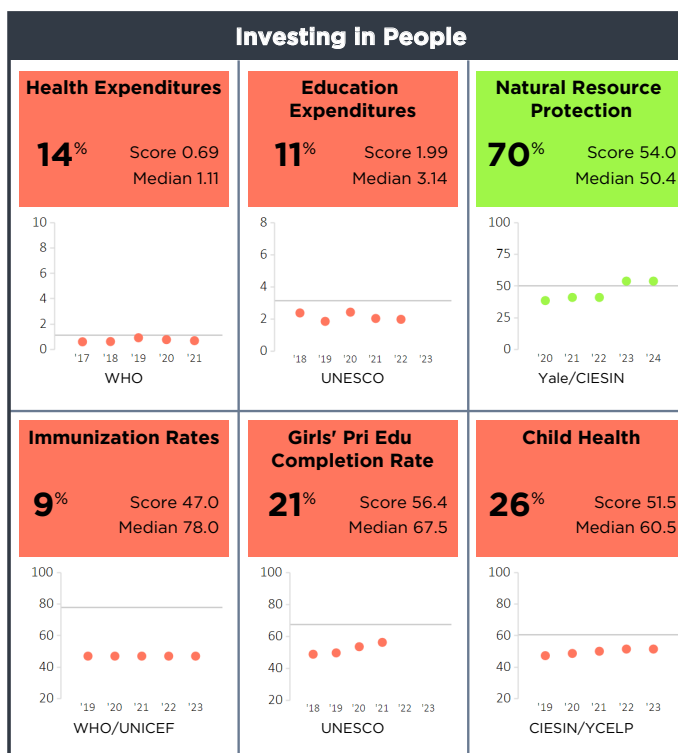 Investing in People
Health Expenditures
14%
Score 0.69
Median 1.11
10
8
6
4
2
0
'17 '18 '19 '20 '21
WHO
Education
Expenditures
11%
Score 1.99
Median 3.14
8
6
4
2
0
'18 '19 '20 '21 '22 '23
UNESCO
Natural Resource
Protection
70%
Score 54.0
Median 50.4
100
75
50
25
0
'20 '21 '22 '23 '24
Yale/CIESIN
Immunization Rates
9%
Score 47.0
Median 78.0
100
80
60
40
20
'19 '20 '21 '22 '23
WHO/UNICEF
Girls' Pri Edu
Completion Rate
21%
Score 56.4
Median 67.5
100
80
60
40
20
'18 '19 '20 '21 '22 '23
UNESCO
Child Health
26%
Score 51.5
Median 60.5
100
80
60
40
20
'19 '20 '21 '22 '23
CIESIN/YCELP